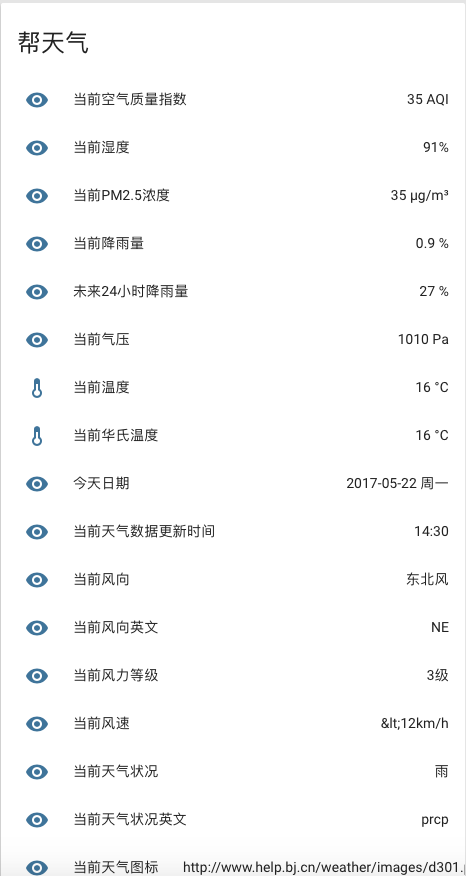 帮天气
当前空气质量指数 35 AQI
当前湿度 91%
当前PM2.5浓度 35 μg/m³
当前降雨量 0.9 %
未来24小时降雨量 27 %
当前气压 1010 Pa
当前温度 16 °C
当前华氏温度 16 °C
今天日期 2017-05-22 周一
当前天气数据更新时间 14:30
当前风向 东北风
当前风向英文 NE
当前风力等级 3级
当前风速 &lt;12km/h
当前天气状况 雨
当前天气状况英文 prcp
当前天气图标 http://www.help.bj.cn/weather/images/d301.